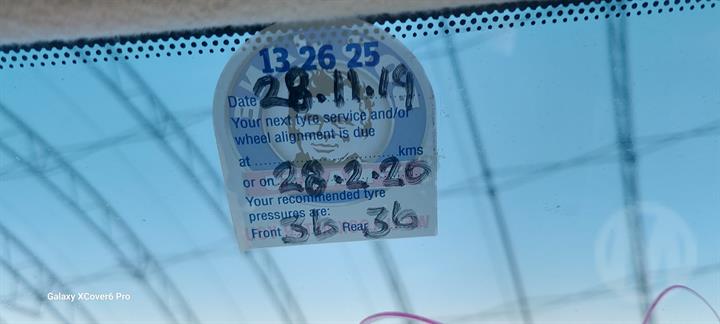 13 26 25
Date 28.11.19
Your next tyre service and/or
wheel alignment is due
at ........................ kms
or on 28.2.20
Your recommended tyre
pressures are:
Front 36 Rear 36
Galaxy XCover6 Pro